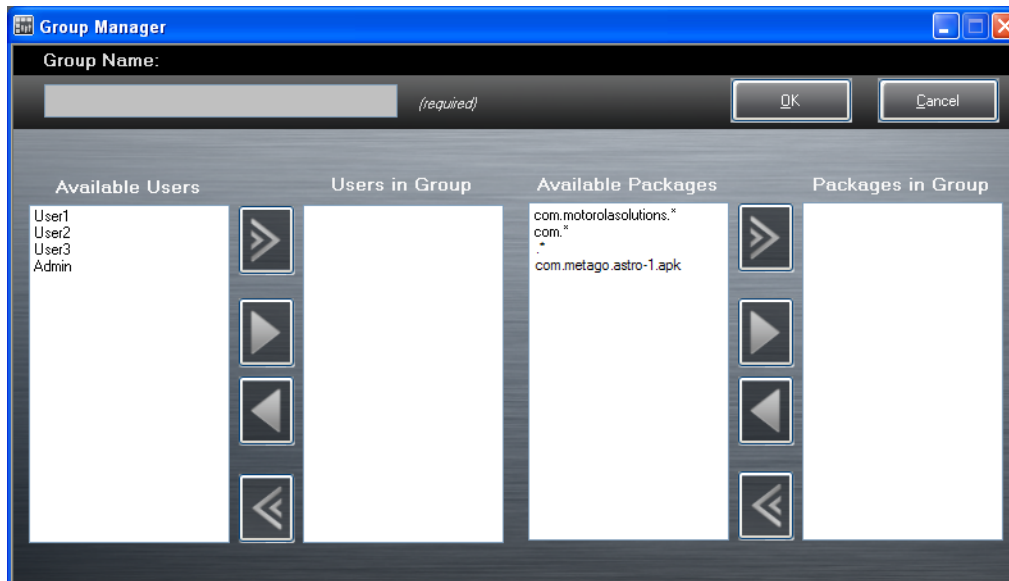 Group Manager
Group Name:
(required)
OK
Cancel
Available Users
Users in Group
Available Packages
Packages in Group
User1
User2
User3
Admin
com.motorolasolutions.*
com.*
.*
com.metago.astro-1.apk